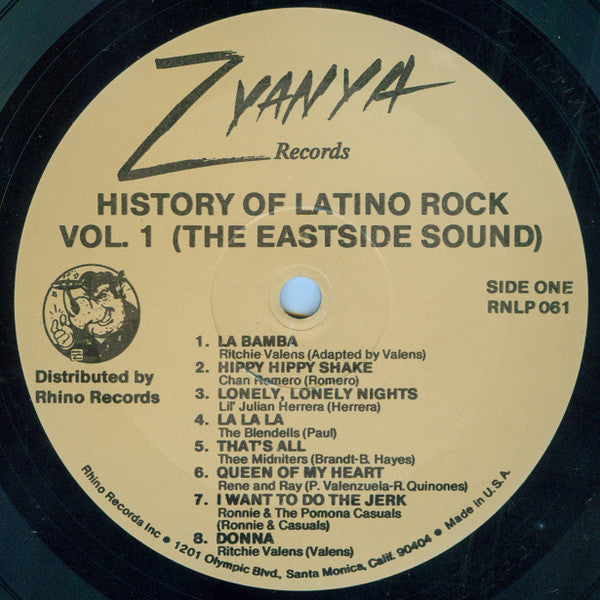 ZYANYA
Records
HISTORY OF LATINO ROCK
VOL. 1 (THE EASTSIDE SOUND)
SIDE ONE
RNLP 061
Distributed by
Rhino Records
1. LA BAMBA
Ritchie Valens (Adapted by Valens)
2. HIPPY HIPPY SHAKE
Chan Romero (Romero)
3. LONELY, LONELY NIGHTS
Lil' Julian Herrera (Herrera)
4. LA LA LA
The Blendells (Paul)
5. THAT'S ALL
Thee Midniters (Brandt-B. Hayes)
6. QUEEN OF MY HEART
Rene and Ray (P. Valenzuela-R. Quinones)
7. I WANT TO DO THE JERK
Ronnie & The Pomona Casuals
(Ronnie & Casuals)
8. DONNA
Ritchie Valens (Valens)
Rhino Records Inc • 1201 Olympic Blvd., Santa Monica, Calif. 90404 • Made in U.S.A.